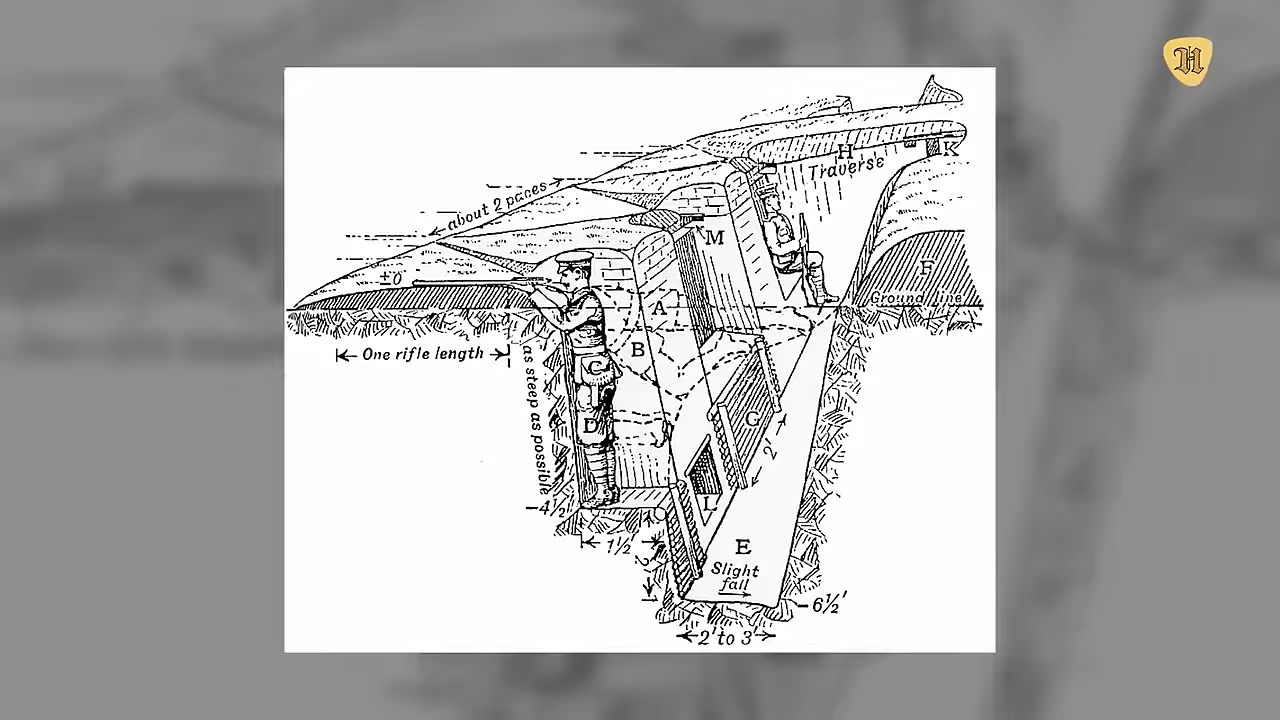 H
K
H
Traverse
about 2 paces
M
±0
F
Ground line
A
One rifle length
B
C
as steep as possible
D
G
2'
L
-4½'
1½
2'
E
Slight
fall
-6½'
2' to 3'